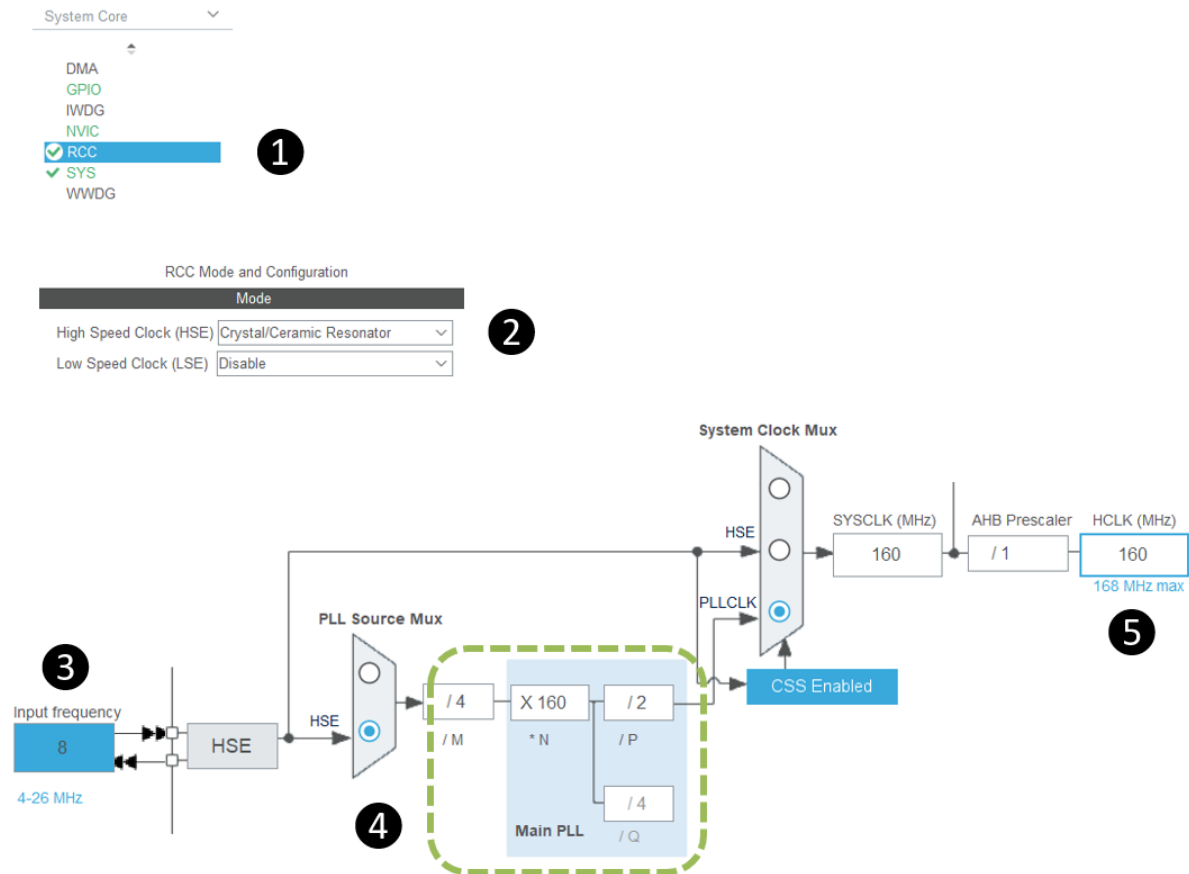 System Core
DMA
GPIO
IWDG
NVIC
RCC
SYS
WWDG
1
RCC Mode and Configuration
Mode
High Speed Clock (HSE) Crystal/Ceramic Resonator
Low Speed Clock (LSE) Disable
2
System Clock Mux
HSE
PLLCLK
SYSCLK (MHz)
160
AHB Prescaler
/ 1
HCLK (MHz)
160
168 MHz max
5
CSS Enabled
PLL Source Mux
3
Input frequency
8
4-26 MHz
HSE
HSE
4
/ 4
/ M
X 160
* N
/ 2
/ P
/ 4
/ Q
Main PLL